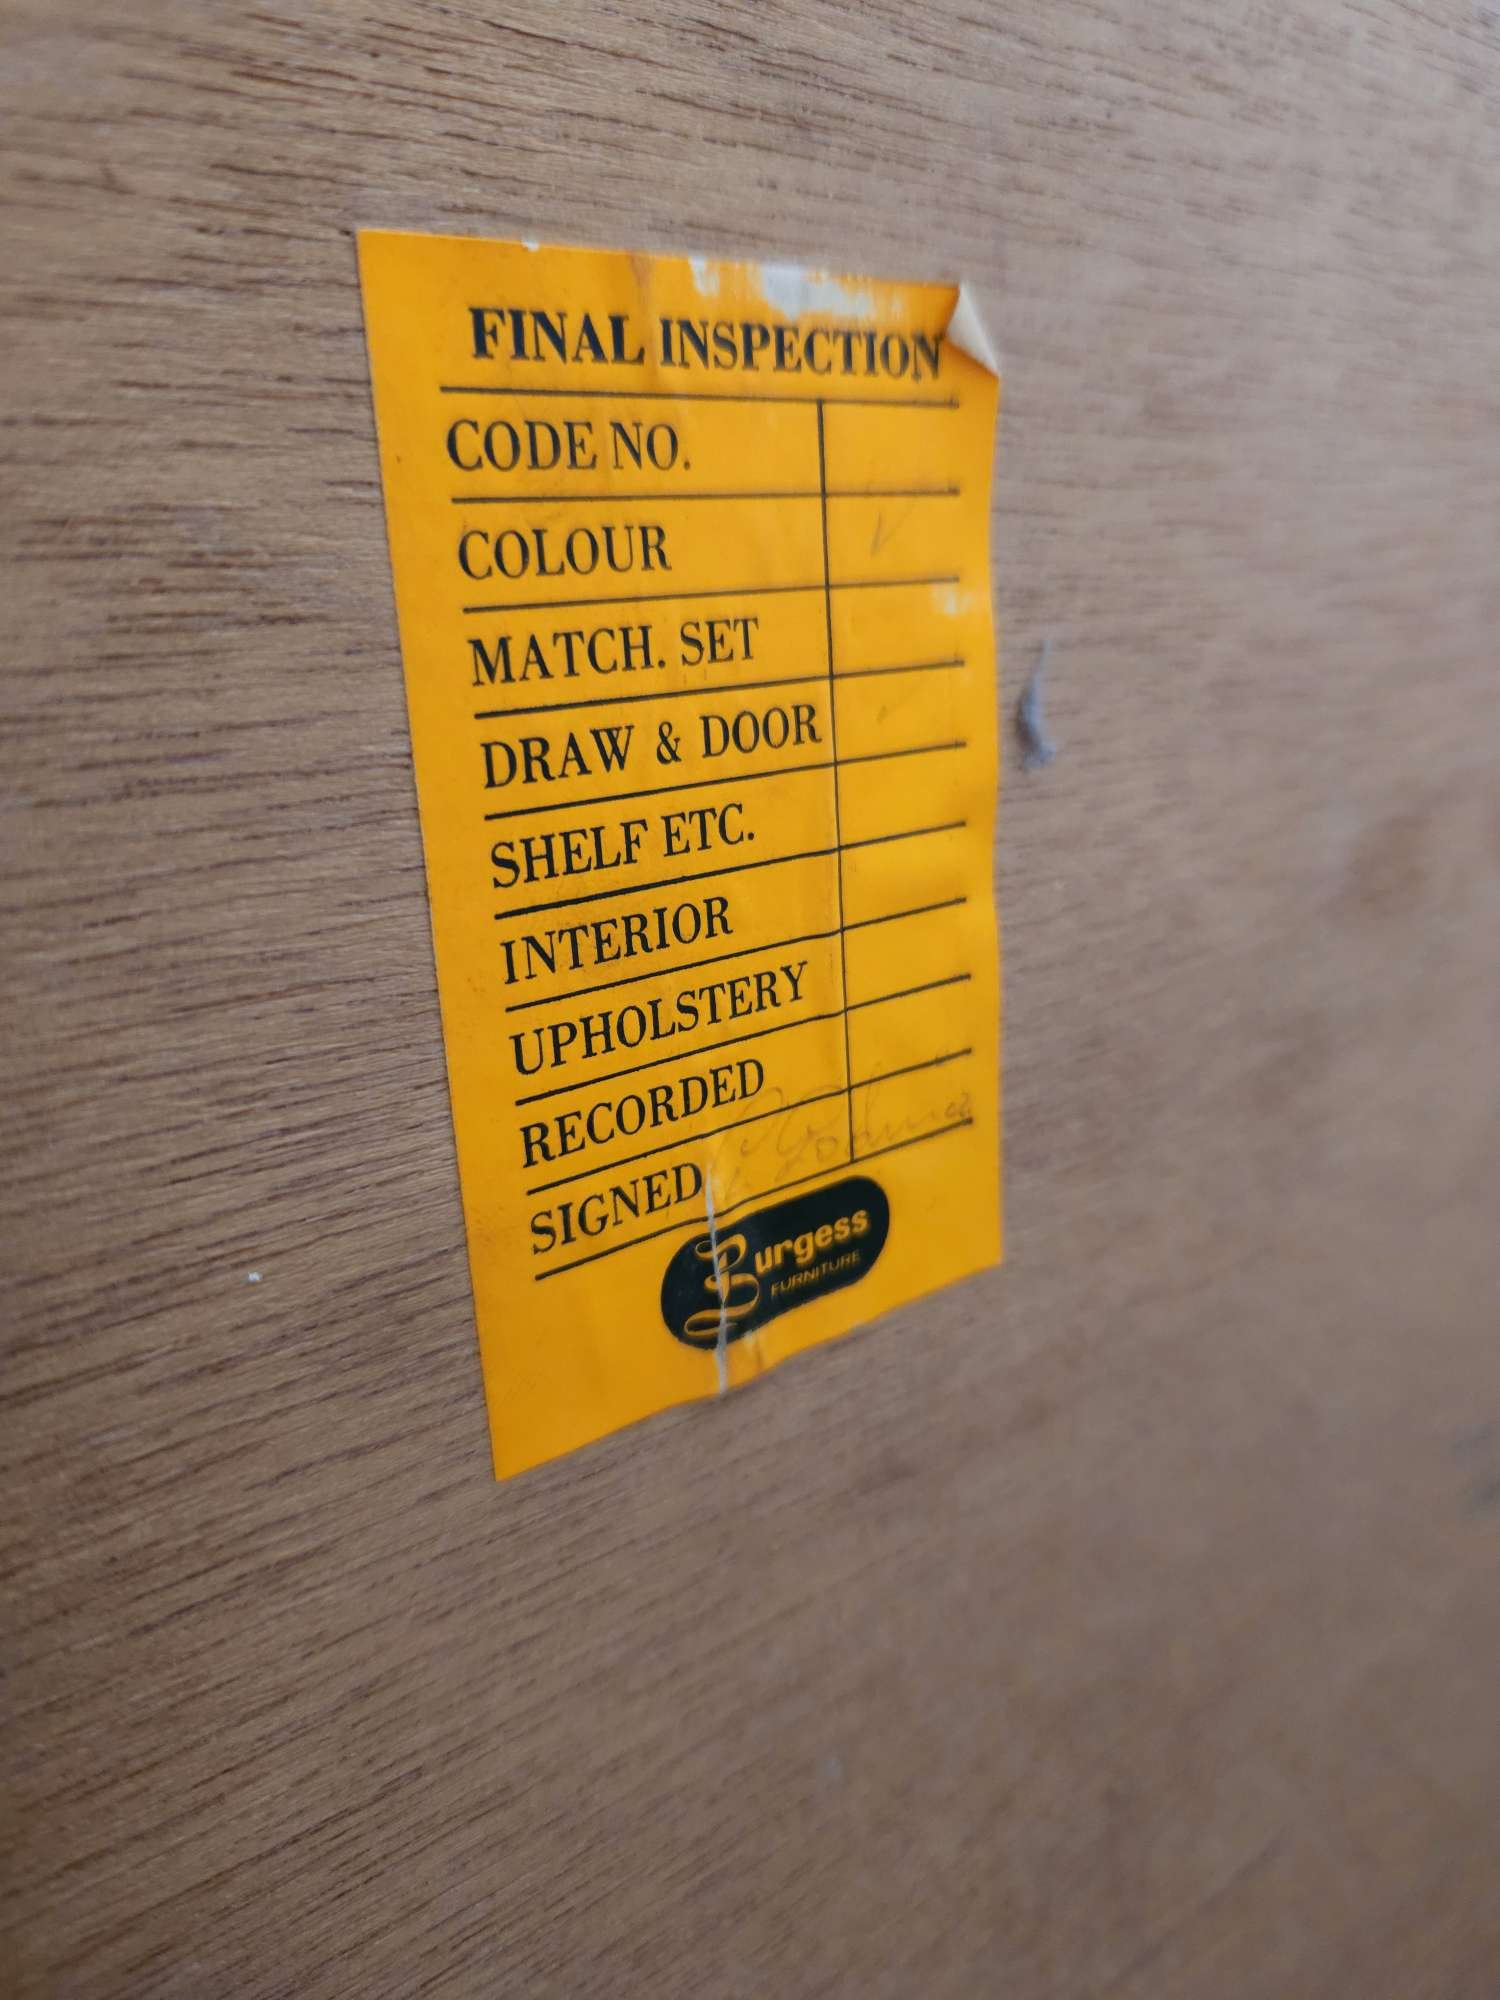 FINAL INSPECTION
CODE NO.
COLOUR
MATCH. SET
DRAW & DOOR
SHELF ETC.
INTERIOR
UPHOLSTERY
RECORDED
SIGNED
Burgess
FURNITURE